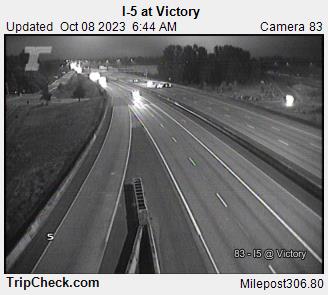 I-5 at Victory
Updated Oct 08 2023 6:44 AM Camera 83
T
S
83 - I5 @ Victory
TripCheck.com Milepost306.80